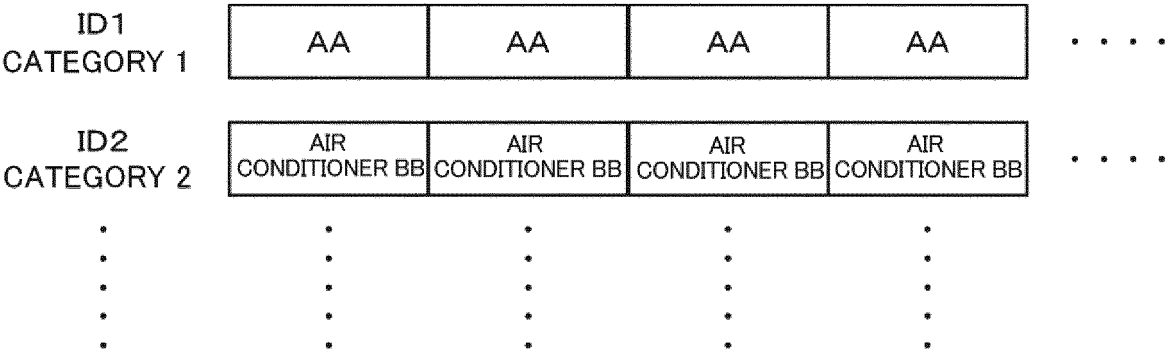 ID1
CATEGORY 1
AA AA AA AA ・・・・
ID2
CATEGORY 2
AIR AIR AIR AIR
CONDITIONER BB CONDITIONER BB CONDITIONER BB CONDITIONER BB ・・・・